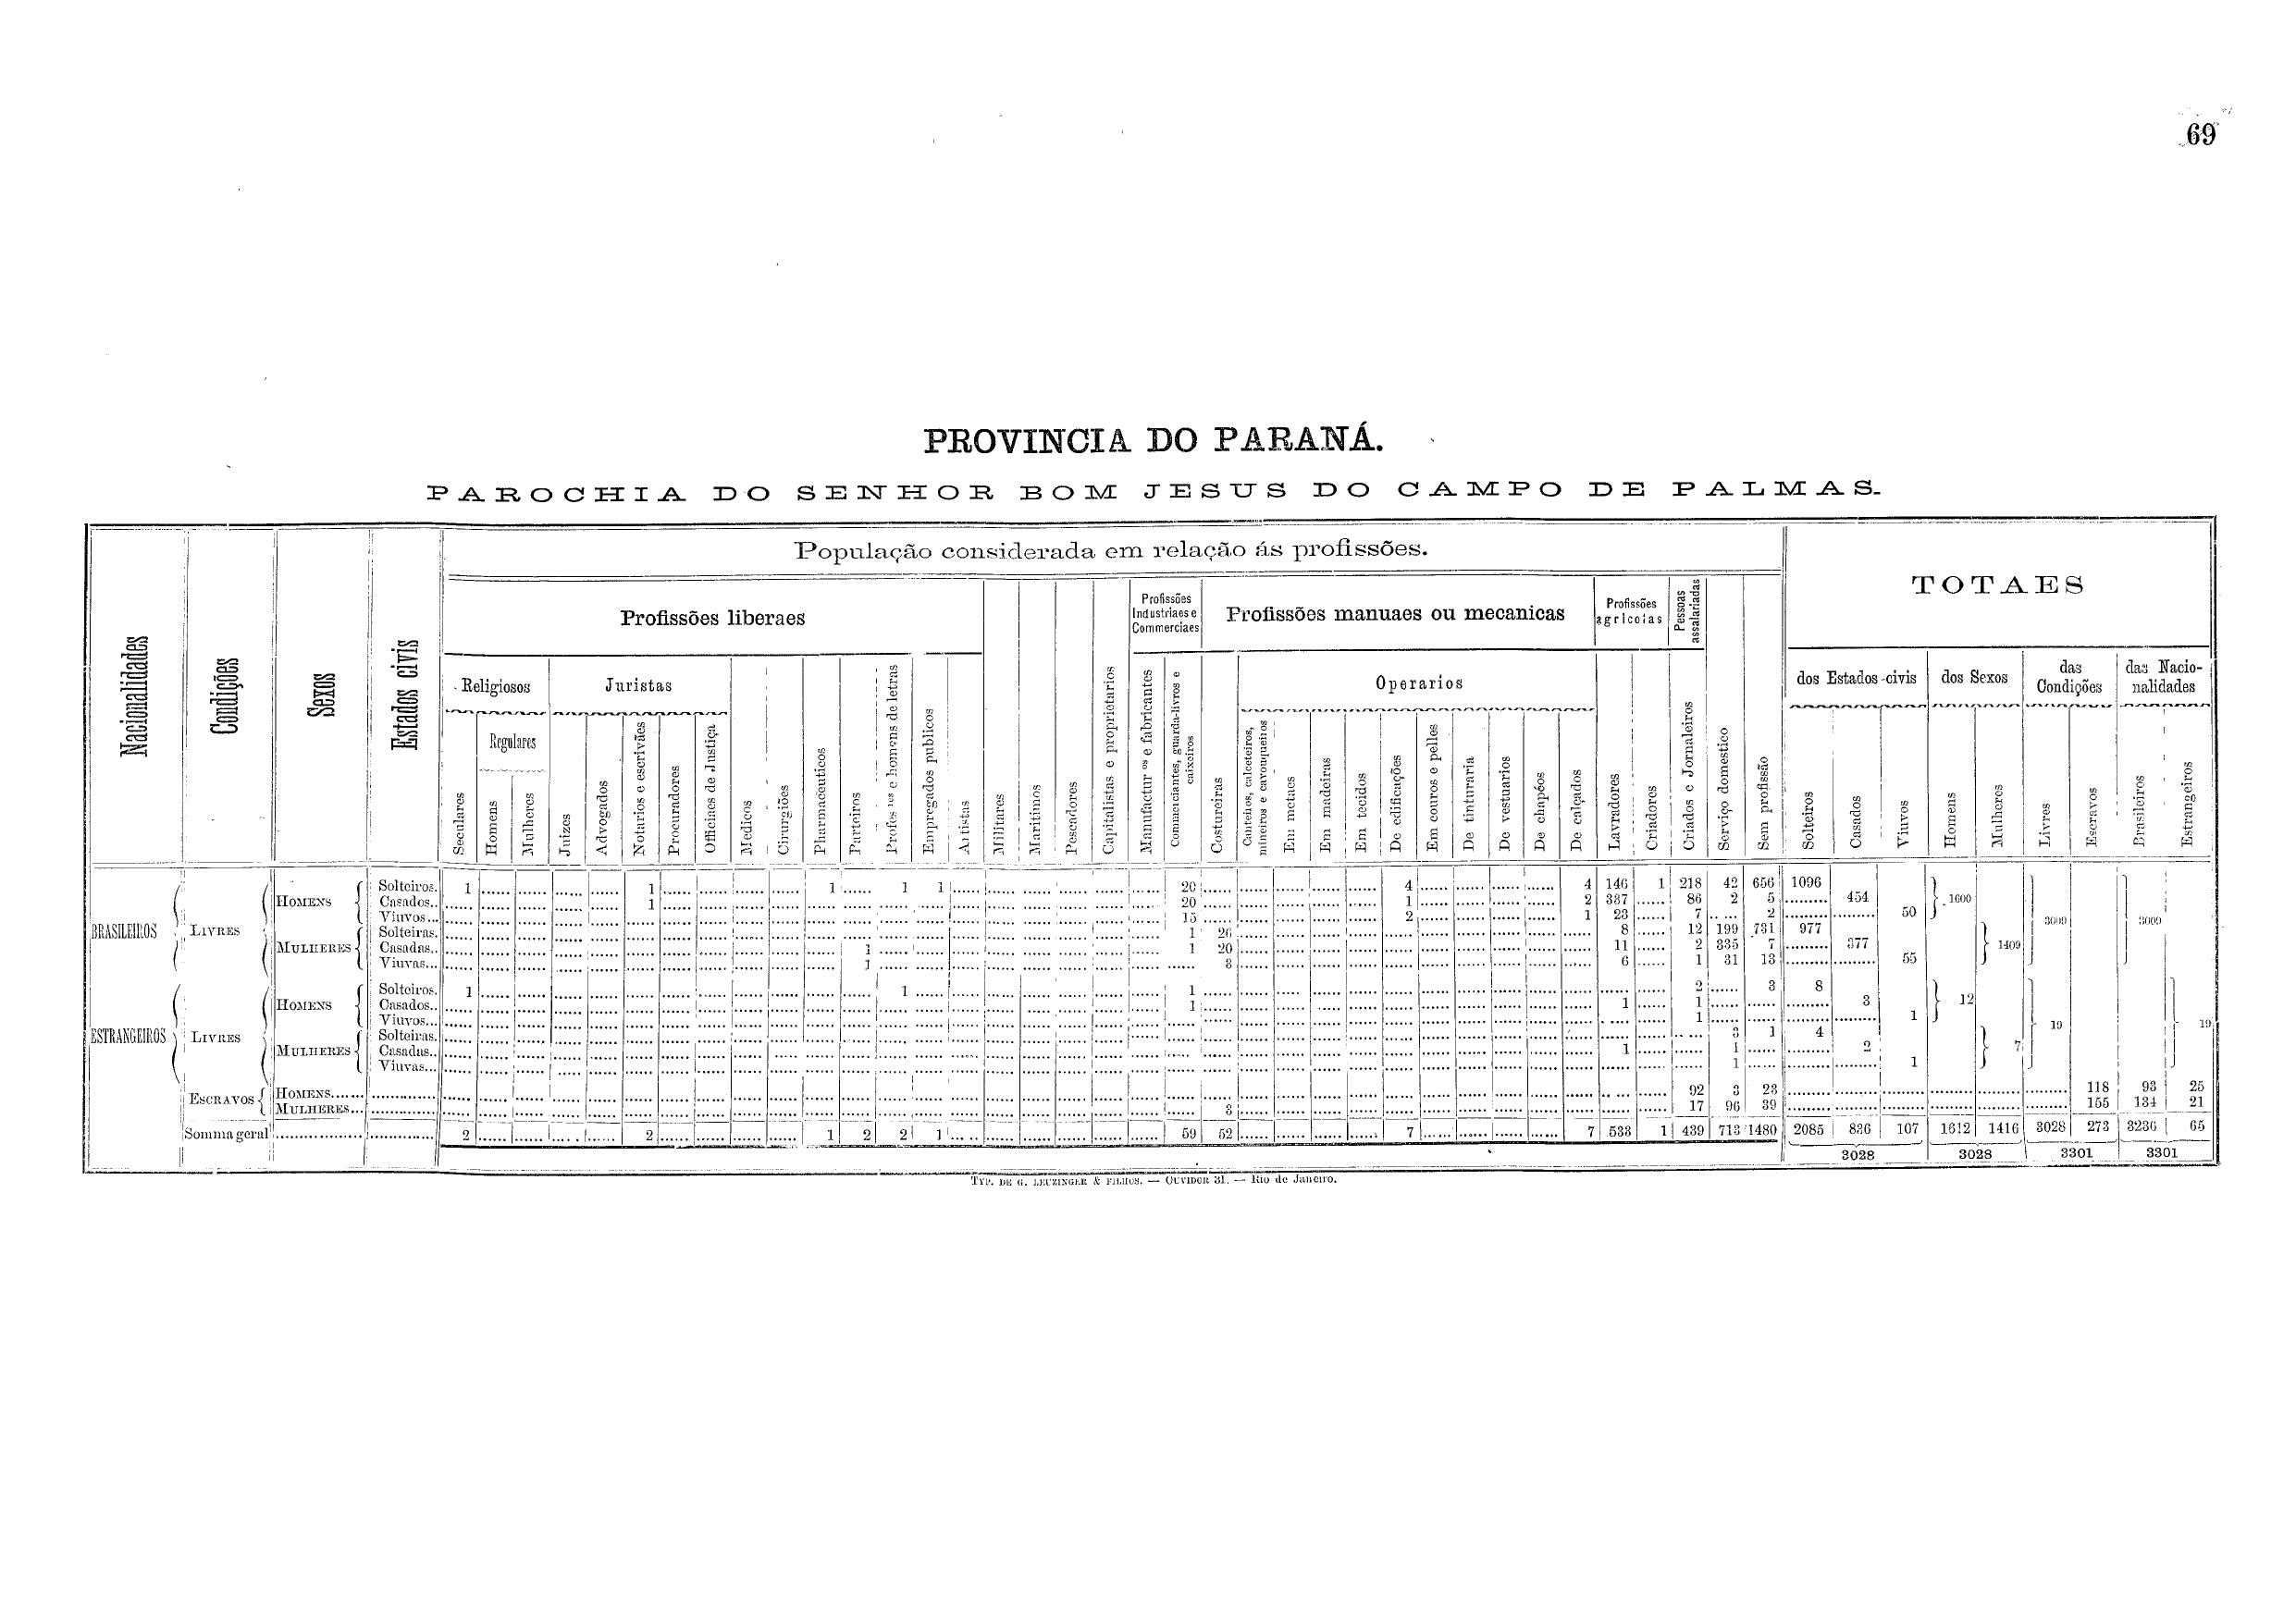 69
PROVINCIA DO PARANÁ.
PAROCHIA DO SENHOR BOM JESUS DO CAMPO DE PALMAS.
Nacionalidades
Condições
Sexos
Estados civis
População considerada em relação ás profissões.
TOTAES
Profissões liberaes
Profissões Industriaes e Commerciaes
Profissões manuaes ou mecanicas
Profissões agricolas
Pessoas assalariadas
Religiosos
Juristas
Operarios
dos Estados civis
dos Sexos
das Condições
das Nacionalidades
Regulares
Seculares
Homens
Mulheres
Juizes
Advogados
Notarios e escrivães
Procuradores
Officiaes de Justiça
Medicos
Cirurgiões
Pharmaceuticos
Parteiros
Profes.res e homens de letras
Empregados publicos
Artistas
Militares
Maritimos
Pescadores
Capitalistas e proprietarios
Manufactur.os e fabricantes
Commerciantes, guarda-livros e caixeiros
Costureiras
Canteiros, calceteiros, mineiros e cavouqueiros
Em metaes
Em madeiras
Em tecidos
De edificações
Em couros e pelles
De tinturaria
De vestuarios
De chapéos
De calçados
Lavradores
Criadores
Criados e Jornaleiros
Serviço domestico
Sem profissão
Solteiros
Casados
Viuvos
Homens
Mulheres
Livres
Escravos
Brasileiros
Estrangeiros
BRASILEIROS
LIVRES
HOMENS
Solteiros. 1 1 1 1 1 20 4 4 146 1 218 42 656 1096
Casados.. 1 20 1 2 337 86 2 5 454 1600
Viuvos... 15 2 1 23 7 2 50 3009 3009
MULHERES
Solteiras. 1 26 8 12 199 731 977
Casadas.. 1 1 20 11 2 335 7 377 1409
Viuvas... 1 3 6 1 31 13 55
ESTRANGEIROS
LIVRES
HOMENS
Solteiros. 1 1 1 2 3 8
Casados.. 1 1 1 3 12
Viuvos... 1 1 19 19
MULHERES
Solteiras. 3 1 4
Casadas.. 1 1 2 7
Viuvas... 1 1
ESCRAVOS
HOMENS...... 92 3 23 118 93 25
MULHERES... 3 17 96 39 155 134 21
Somma geral 2 2 1 2 2 1 59 52 7 7 533 1 439 713 1480 2085 836 107 1612 1416 3028 273 3236 65
3028 3028 3301 3301
TYP. DE G. LEUZINGER & FILHOS. — OUVIDOR 31. — Rio de Janeiro.